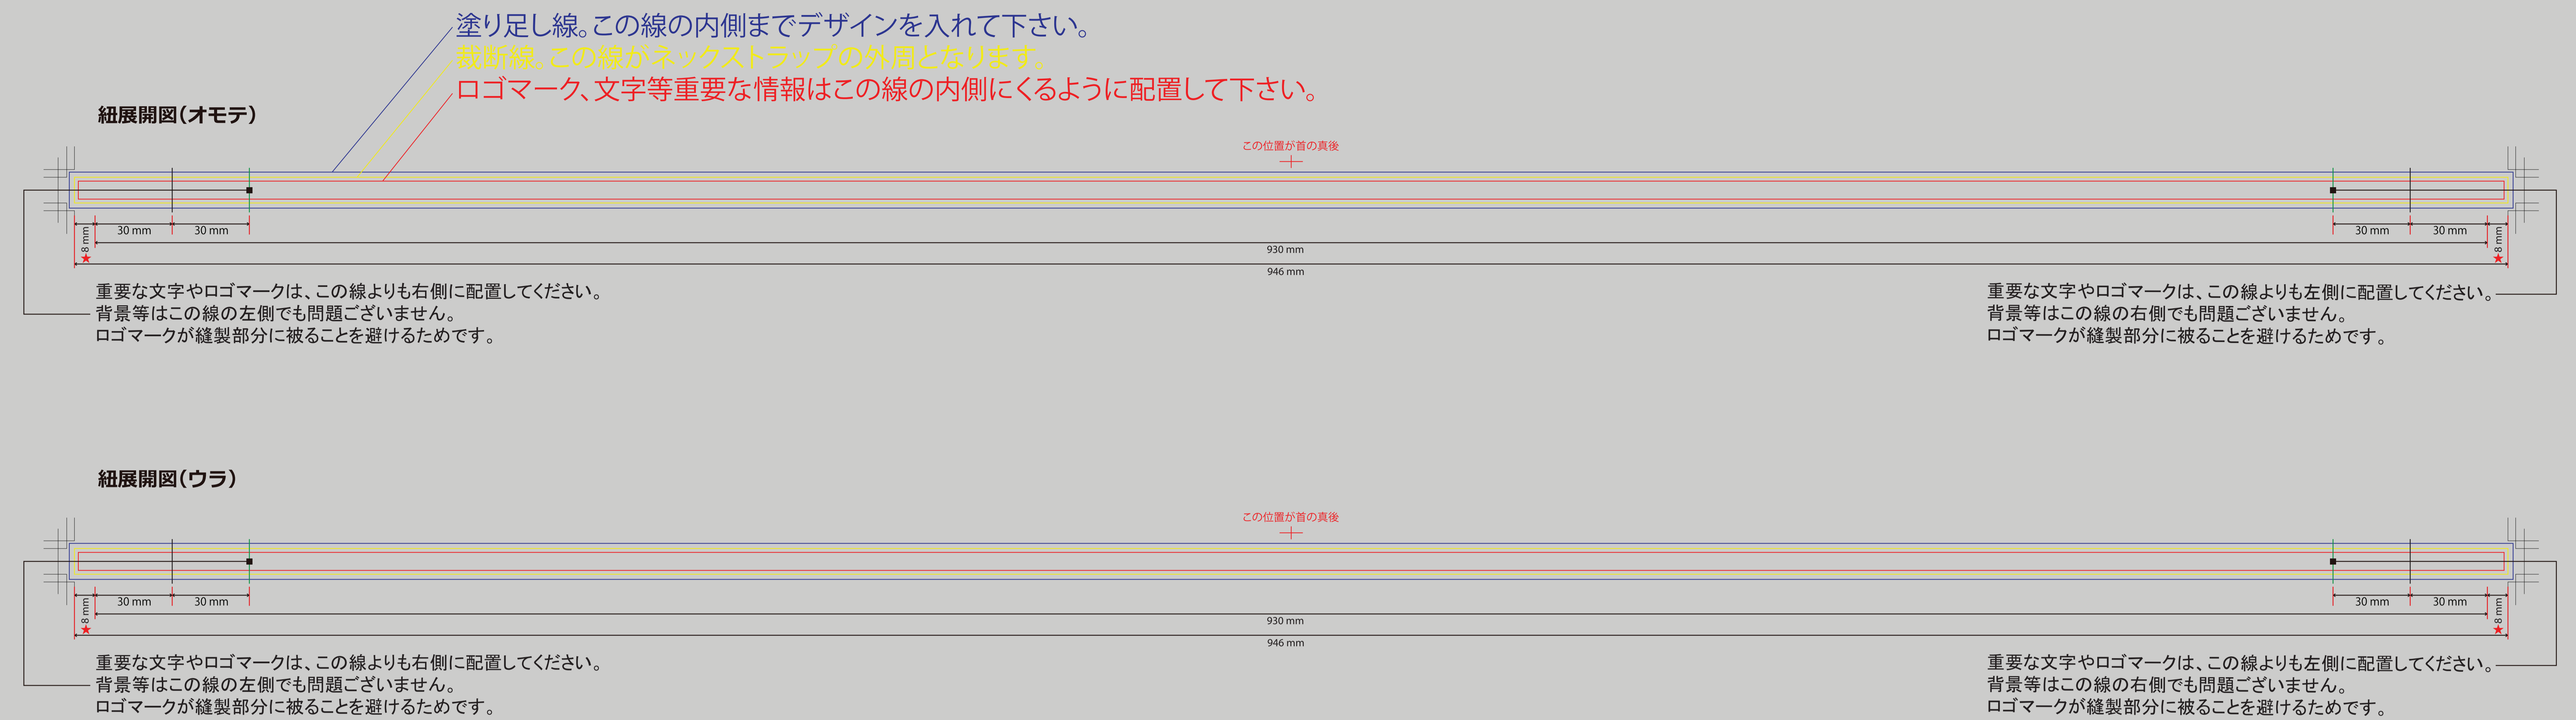 塗り足し線。この線の内側までデザインを入れて下さい。
裁断線。この線がネックストラップの外周となります。
ロゴマーク、文字等重要な情報はこの線の内側にくるように配置して下さい。
紐展開図(オモテ)
この位置が首の真後
30 mm
30 mm
30 mm
30 mm
★8 mm
930 mm
★8 mm
946 mm
重要な文字やロゴマークは、この線よりも右側に配置してください。
背景等はこの線の左側でも問題ございません。
ロゴマークが縫製部分に被ることを避けるためです。
重要な文字やロゴマークは、この線よりも左側に配置してください。
背景等はこの線の右側でも問題ございません。
ロゴマークが縫製部分に被ることを避けるためです。
紐展開図(ウラ)
この位置が首の真後
30 mm
30 mm
30 mm
30 mm
★8 mm
930 mm
★8 mm
946 mm
重要な文字やロゴマークは、この線よりも右側に配置してください。
背景等はこの線の左側でも問題ございません。
ロゴマークが縫製部分に被ることを避けるためです。
重要な文字やロゴマークは、この線よりも左側に配置してください。
背景等はこの線の右側でも問題ございません。
ロゴマークが縫製部分に被ることを避けるためです。